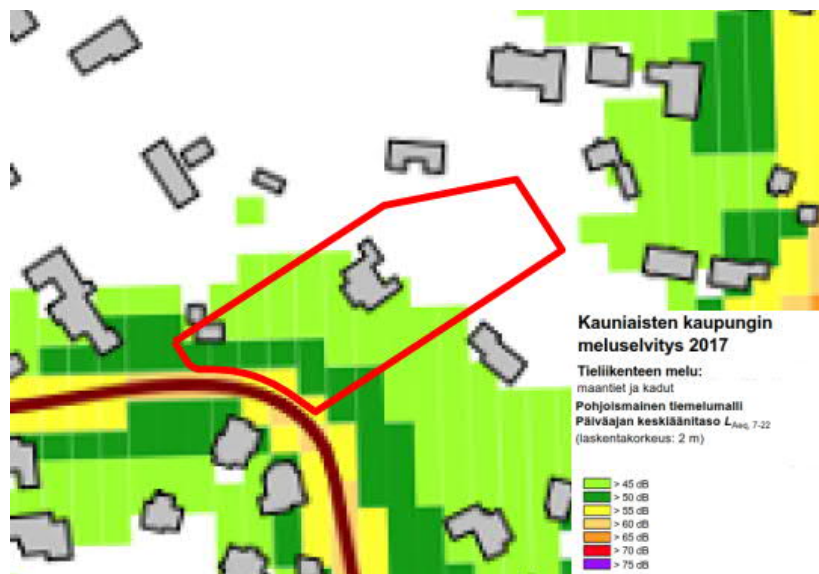 Kauniaisten kaupungin
meluselvitys 2017
Tieliikenteen melu:
maantiet ja kadut
Pohjoismainen tiemelumalli
Päiväajan keskiäänitaso LAeq, 7-22
(laskentakorkeus: 2 m)
> 45 dB
> 50 dB
> 55 dB
> 60 dB
> 65 dB
> 70 dB
> 75 dB